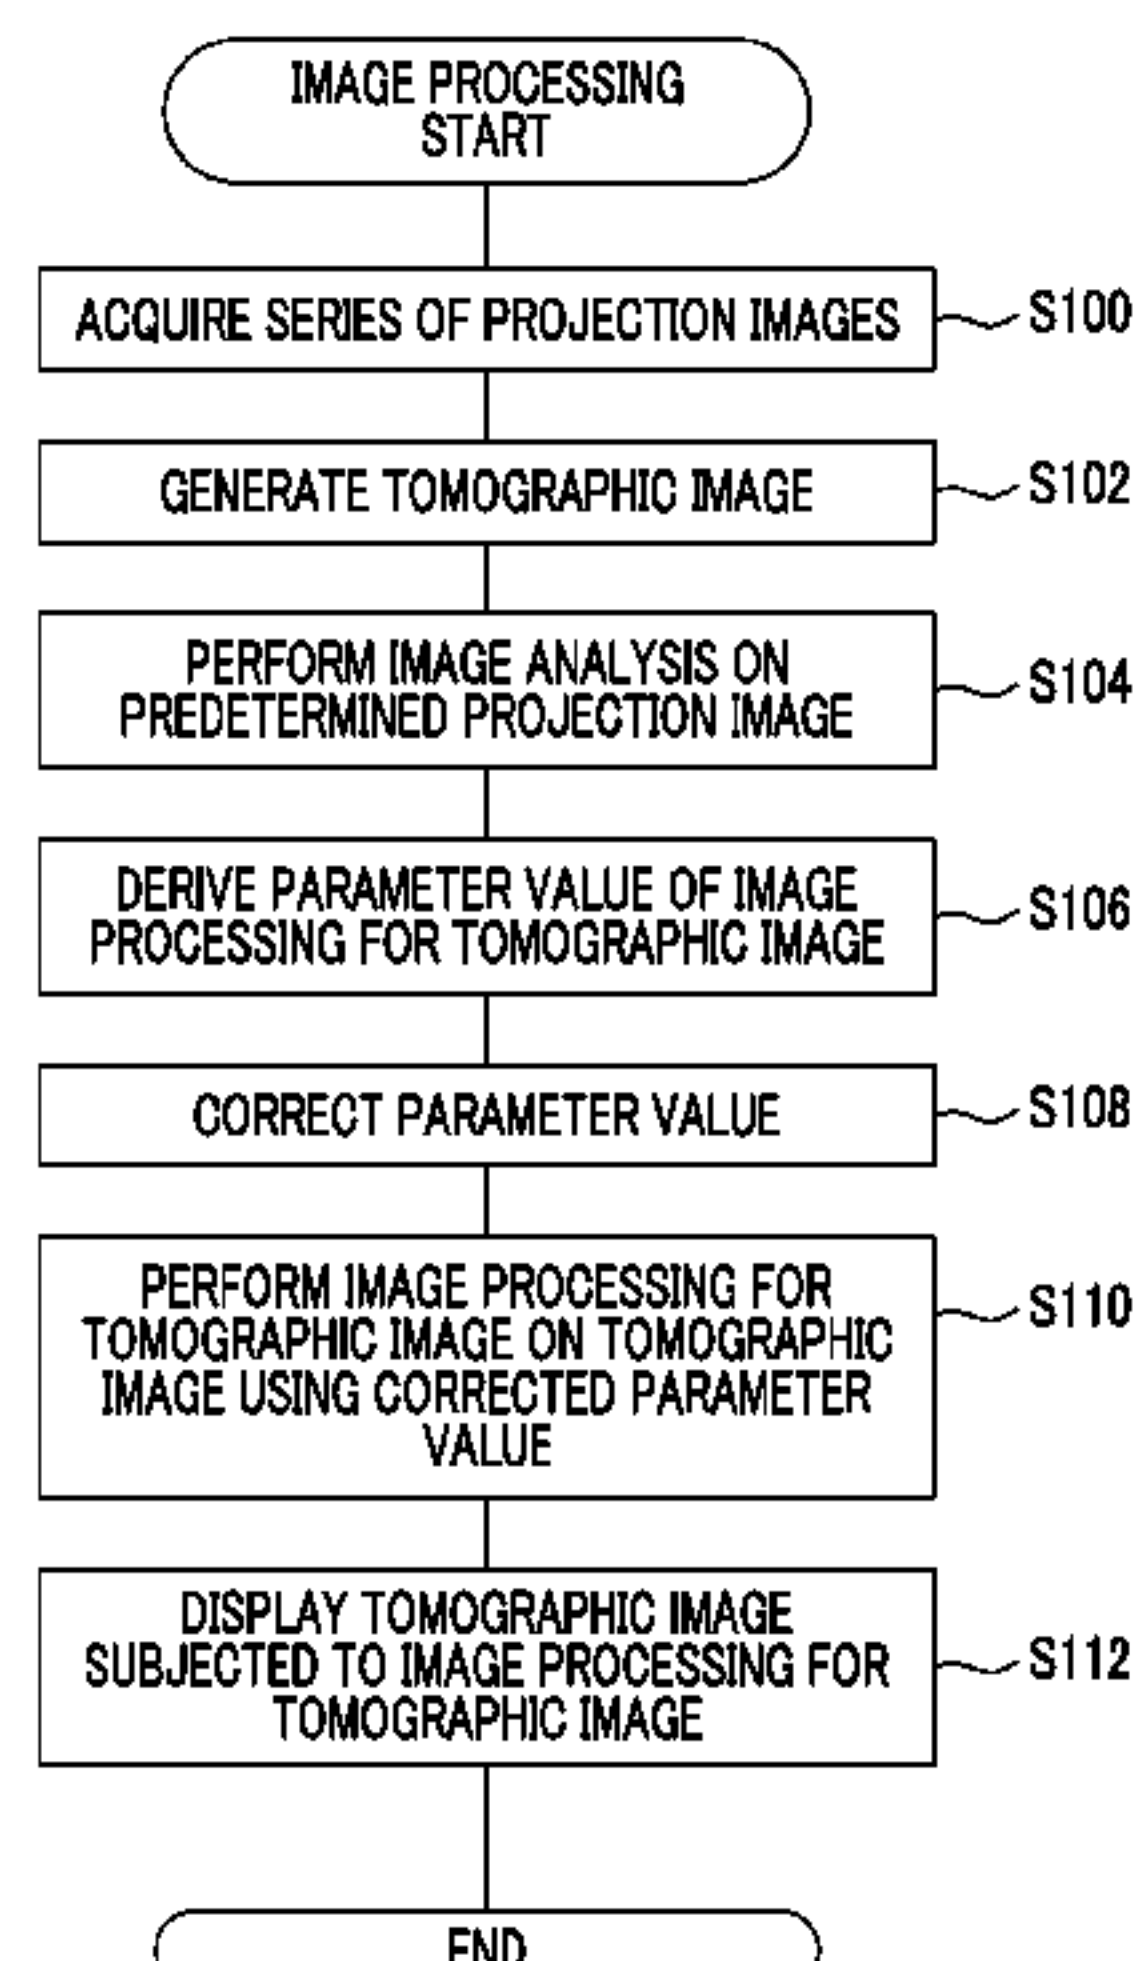 IMAGE PROCESSING
START
ACQUIRE SERIES OF PROJECTION IMAGES
S100
GENERATE TOMOGRAPHIC IMAGE
S102
PERFORM IMAGE ANALYSIS ON
PREDETERMINED PROJECTION IMAGE
S104
DERIVE PARAMETER VALUE OF IMAGE
PROCESSING FOR TOMOGRAPHIC IMAGE
S106
CORRECT PARAMETER VALUE
S108
PERFORM IMAGE PROCESSING FOR
TOMOGRAPHIC IMAGE ON TOMOGRAPHIC
IMAGE USING CORRECTED PARAMETER
VALUE
S110
DISPLAY TOMOGRAPHIC IMAGE
SUBJECTED TO IMAGE PROCESSING FOR
TOMOGRAPHIC IMAGE
S112
END